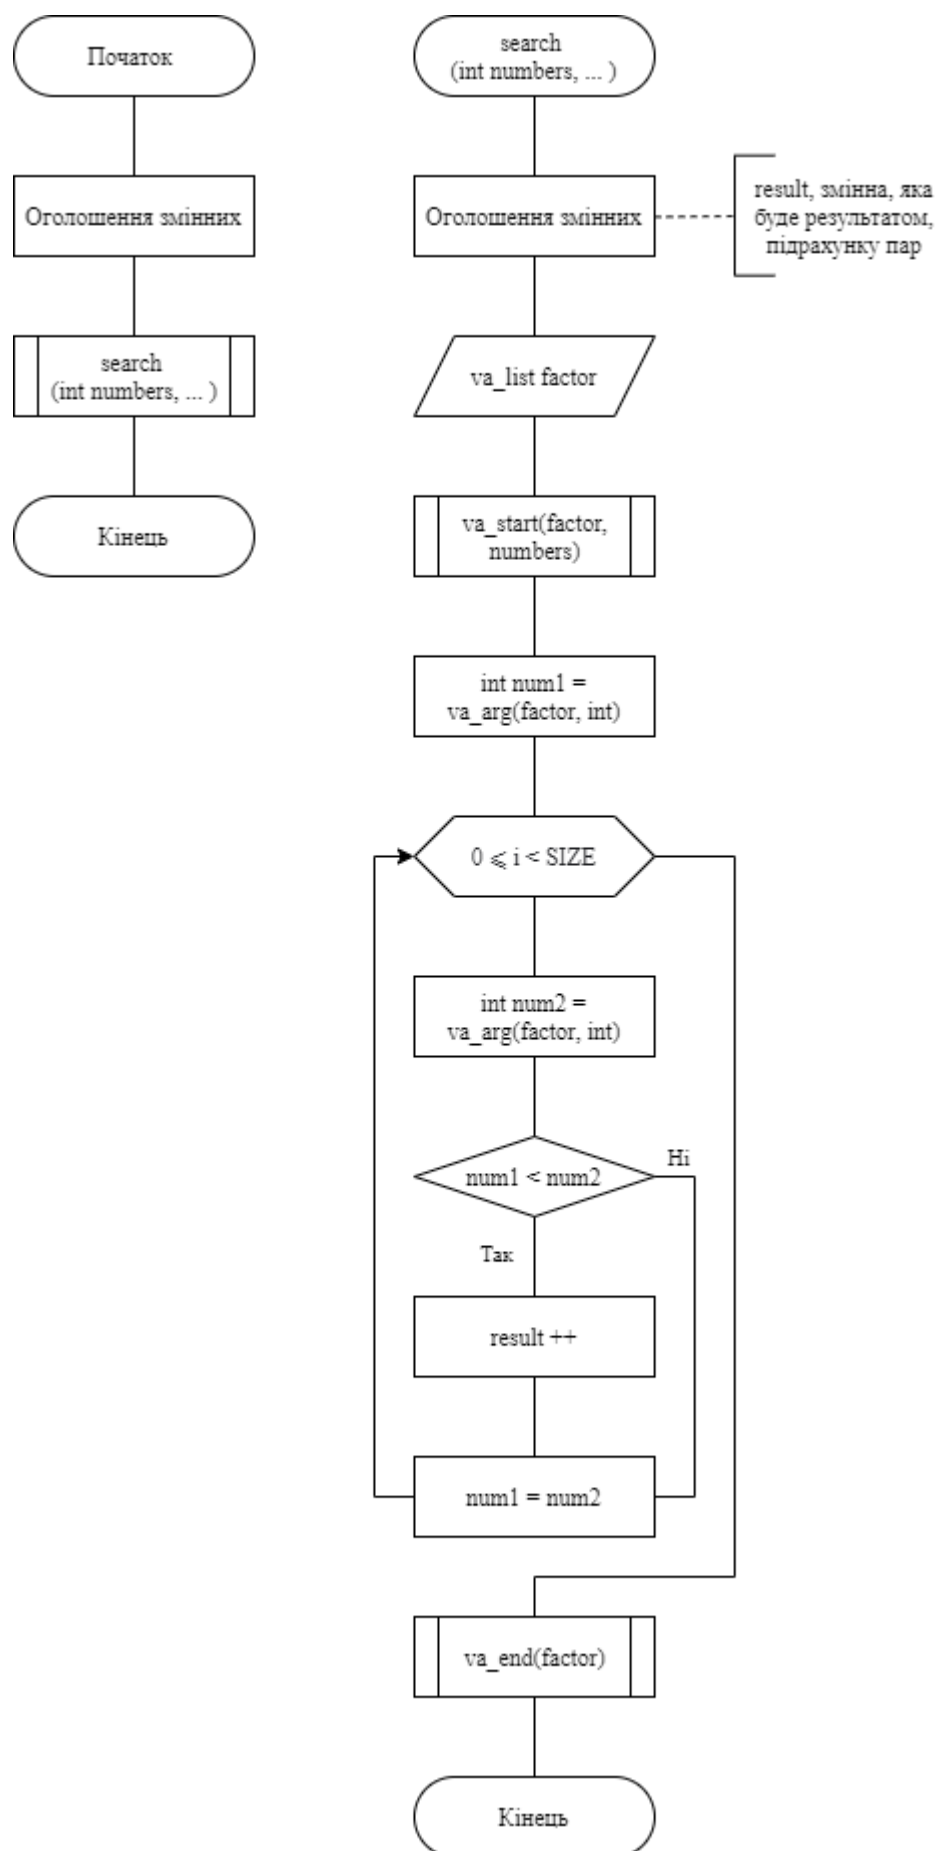 Початок
Оголошення змінних
search
(int numbers, ... )
Кінець
search
(int numbers, ... )
Оголошення змінних
result, змінна, яка
буде результатом,
підрахунку пар
va_list factor
va_start(factor,
numbers)
int num1 =
va_arg(factor, int)
0 ⩽ i < SIZE
int num2 =
va_arg(factor, int)
num1 < num2
Ні
Так
result ++
num1 = num2
va_end(factor)
Кінець